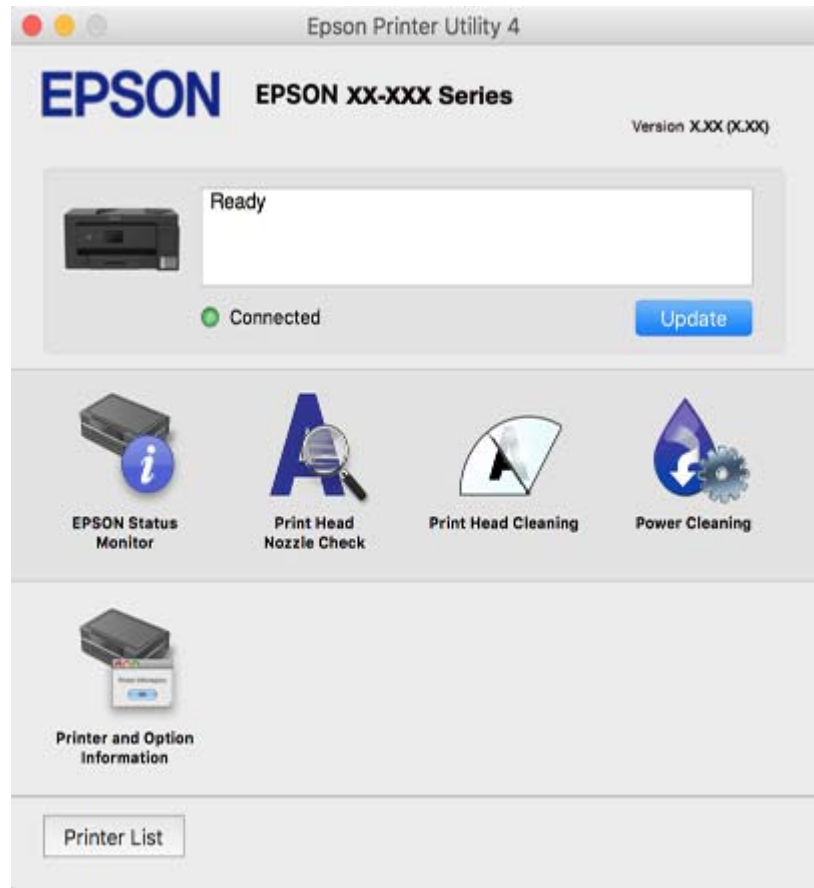 Epson Printer Utility 4
EPSON
EPSON XX-XXX Series
Version X.XX (X.XX)
Ready
Connected
Update
EPSON Status
Monitor
Print Head
Nozzle Check
Print Head Cleaning
Power Cleaning
Printer and Option
Information
Printer List